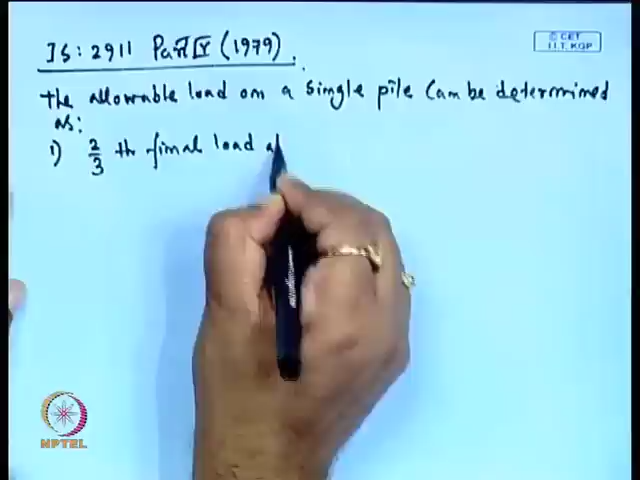 IS: 2911 Part IV (1979)
© CET
I.I.T. KGP
The allowable load on a single pile can be determined
as:
1) 2/3 th final load a
NPTEL